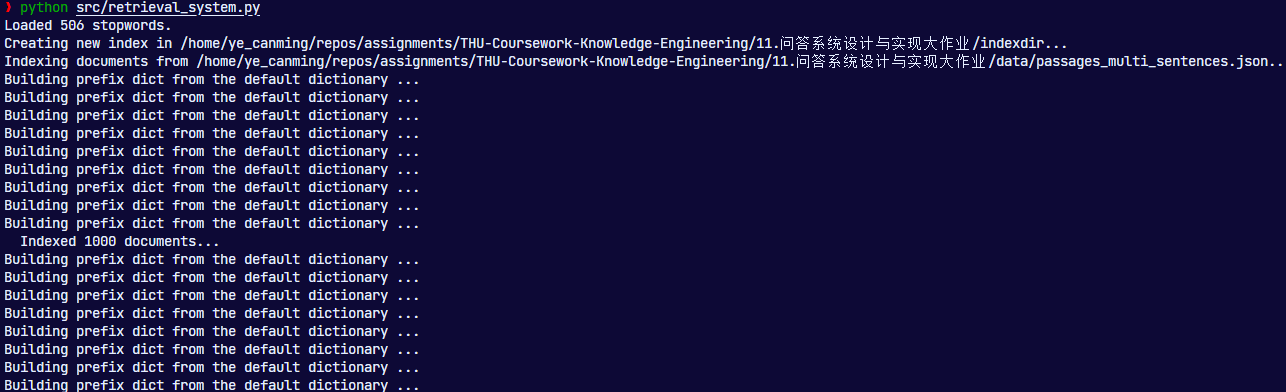 ❯ python src/retrieval_system.py
Loaded 506 stopwords.
Creating new index in /home/ye_canming/repos/assignments/THU-Coursework-Knowledge-Engineering/11.问答系统设计与实现大作业/indexdir...
Indexing documents from /home/ye_canming/repos/assignments/THU-Coursework-Knowledge-Engineering/11.问答系统设计与实现大作业/data/passages_multi_sentences.json..
Building prefix dict from the default dictionary ...
Building prefix dict from the default dictionary ...
Building prefix dict from the default dictionary ...
Building prefix dict from the default dictionary ...
Building prefix dict from the default dictionary ...
Building prefix dict from the default dictionary ...
Building prefix dict from the default dictionary ...
Building prefix dict from the default dictionary ...
Building prefix dict from the default dictionary ...
  Indexed 1000 documents...
Building prefix dict from the default dictionary ...
Building prefix dict from the default dictionary ...
Building prefix dict from the default dictionary ...
Building prefix dict from the default dictionary ...
Building prefix dict from the default dictionary ...
Building prefix dict from the default dictionary ...
Building prefix dict from the default dictionary ...
Building prefix dict from the default dictionary ...